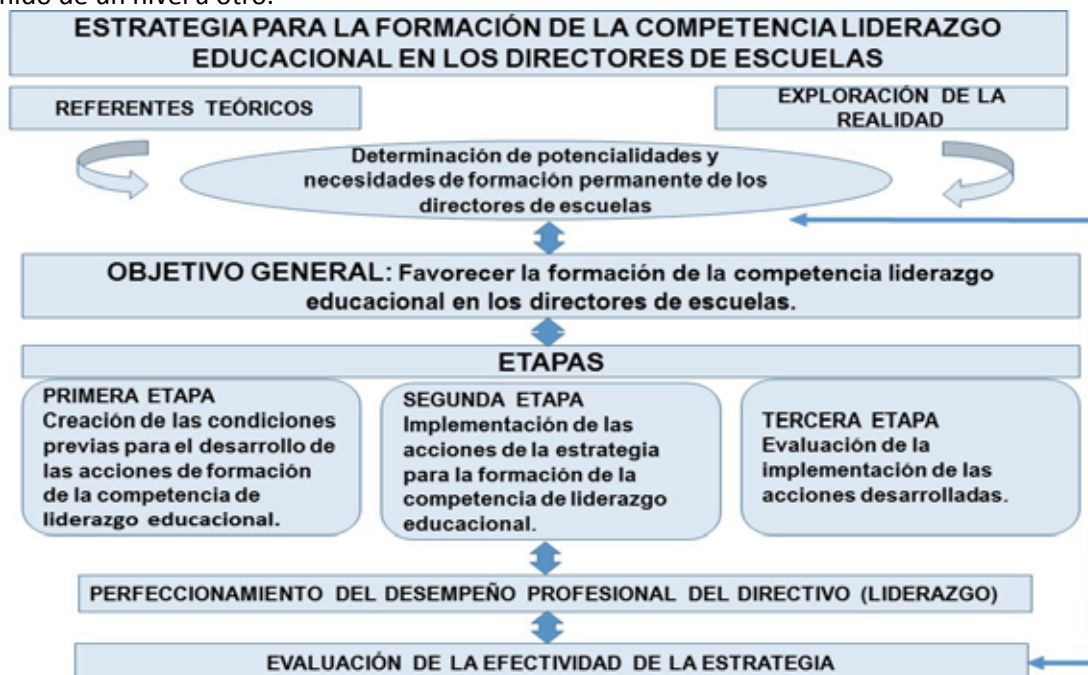 de un nivel a otro.
ESTRATEGIA PARA LA FORMACIÓN DE LA COMPETENCIA LIDERAZGO
EDUCACIONAL EN LOS DIRECTORES DE ESCUELAS
REFERENTES TEÓRICOS
EXPLORACIÓN DE LA
REALIDAD
Determinación de potencialidades y
necesidades de formación permanente de los
directores de escuelas
OBJETIVO GENERAL: Favorecer la formación de la competencia liderazgo
educacional en los directores de escuelas.
ETAPAS
PRIMERA ETAPA
Creación de las condiciones
previas para el desarrollo de
las acciones de formación
de la competencia de
liderazgo educacional.
SEGUNDA ETAPA
Implementación de las
acciones de la estrategia
para la formación de la
competencia de liderazgo
educacional.
TERCERA ETAPA
Evaluación de la
implementación de las
acciones desarrolladas.
PERFECCIONAMIENTO DEL DESEMPEÑO PROFESIONAL DEL DIRECTIVO (LIDERAZGO)
EVALUACIÓN DE LA EFECTIVIDAD DE LA ESTRATEGIA